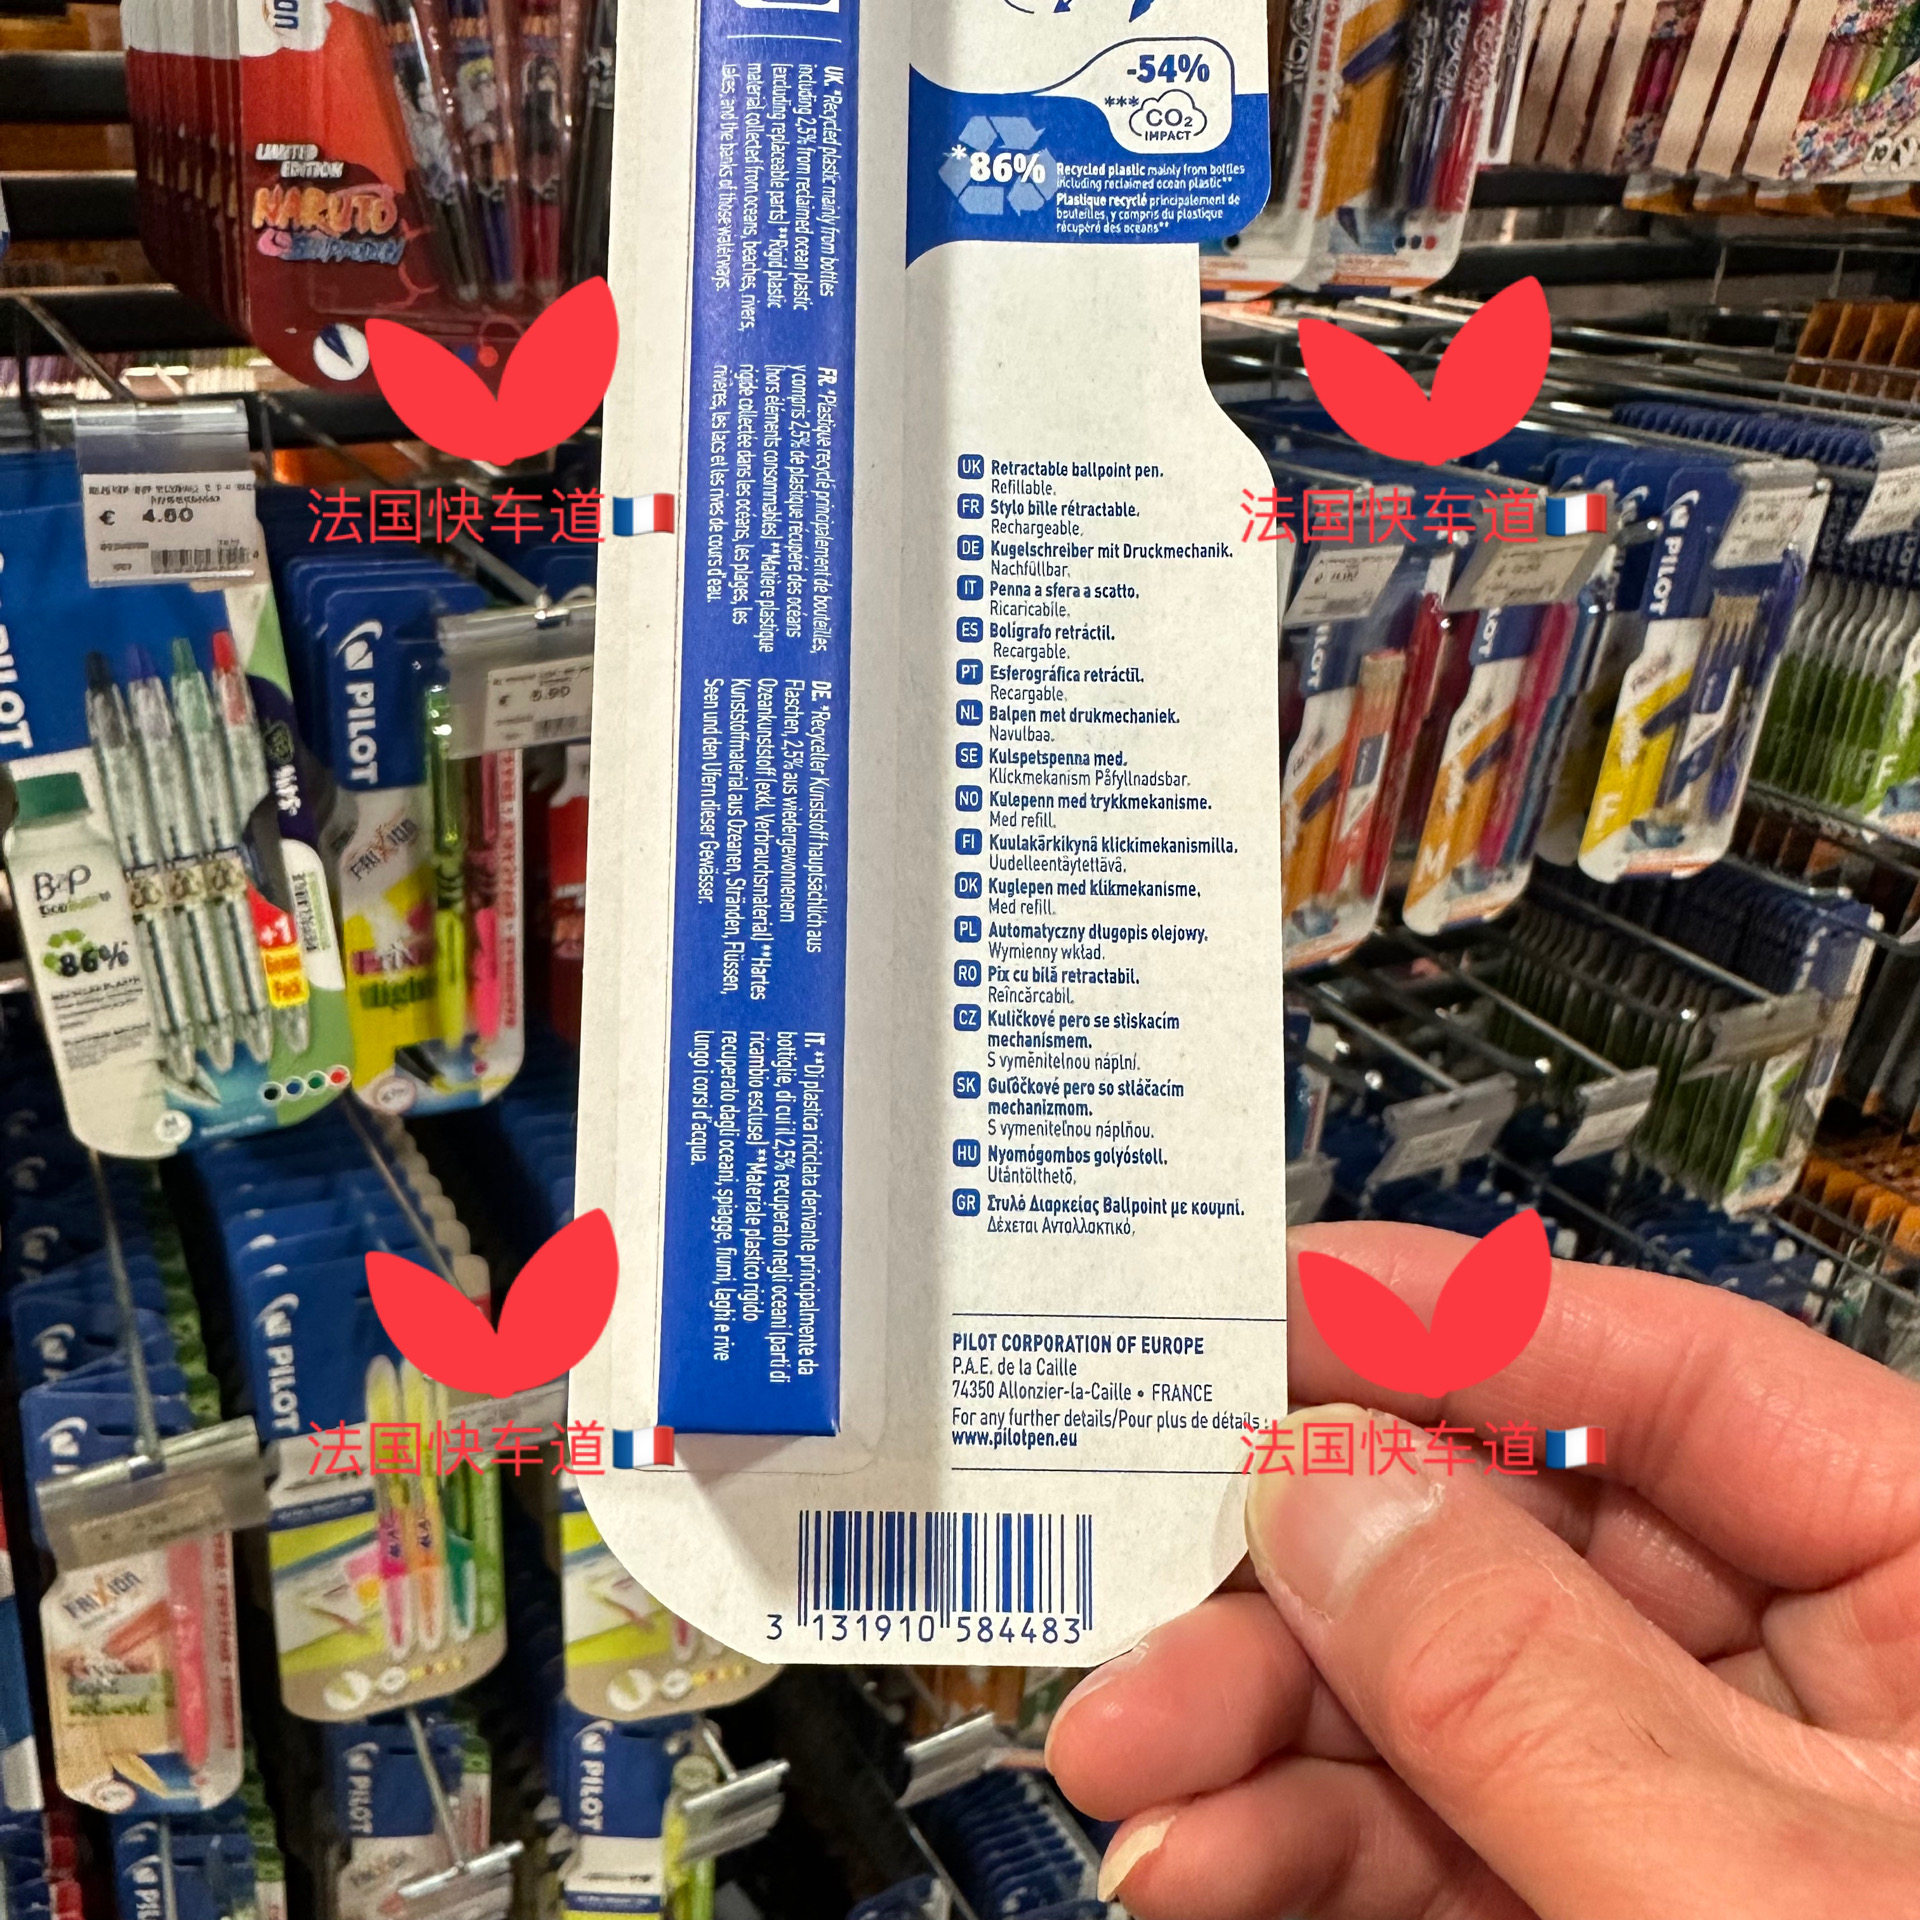 -54%
***CO2
IMPACT
*86%
Recycled plastic mainly from bottles
including reclaimed ocean plastic**
Plastique recyclé principalement de
bouteilles, y compris du plastique
récupéré des océans**
UK *Recycled plastic mainly from bottles
including 2,5% from reclaimed ocean plastic
(excluding replaceable parts) **Rigid plastic
material collected from oceans, beaches, rivers,
lakes, and the banks of those waterways.
FR *Plastique recyclé principalement de bouteilles,
y compris 2,5% de plastique récupéré des océans
(hors éléments consommables) **Matière plastique
rigide collectée dans les océans, les plages, les
rivières, les lacs et les rives de cours d'eau.
DE *Recycelter Kunststoff hauptsächlich aus
Flaschen, 2,5% aus wiedergewonnenem
Ozeankunststoff (exkl. Verbrauchsmaterial) **Hartes
Kunststoffmaterial aus Ozeanen, Stränden, Flüssen,
Seen und den Ufern dieser Gewässer.
IT. **Di plastica riciclata derivante principalmente da
bottiglie, di cui il 2,5% recuperato negli oceani (parti di
ricambio escluse) **Materiale plastico rigido
recuperato dagli oceani, spiagge, fiumi, laghi e rive
lungo i corsi d'acqua.
UK Retractable ballpoint pen.
Refillable.
FR Stylo bille rétractable.
Rechargeable.
DE Kugelschreiber mit Druckmechanik.
Nachfüllbar.
IT Penna a sfera a scatto.
Ricaricabile.
ES Bolígrafo retráctil.
Recargable.
PT Esferográfica retráctil.
Recargable.
NL Balpen met drukmechaniek.
Navulbaa.
SE Kulspetspenna med.
Klickmekanism Påfyllnadsbar.
NO Kulepenn med trykkmekanisme.
Med refill.
FI Kuulakärkikynä klickimekanismilla.
Uudelleentäytettävä.
DK Kuglepen med klikmekanisme.
Med refill.
PL Automatyczny długopis olejowy.
Wymienny wkład.
RO Pix cu bilă retractabil.
Reîncărcabil.
CZ Kuličkové pero se stiskacím
mechanismem.
S vyměnitelnou náplní.
SK Guľôčkové pero so stláčacím
mechanizmom.
S vymeniteľnou náplňou.
HU Nyomógombos golyóstoll.
Utántölthető.
GR Στυλό Διαρκείας Ballpoint με κουμπί.
Δέχεται Ανταλλακτικό.
PILOT CORPORATION OF EUROPE
P.A.E. de la Caille
74350 Allonzier-la-Caille • FRANCE
For any further details/Pour plus de détails :
www.pilotpen.eu
3 131910 584483
LIMITED
EDITION
NARUTO
SHIPPUDEN
€ 4.60
PILOT
B2P
86%
+1
PILOT
FRIXION
light
€ 5.90
PILOT
FRIXION
PILOT
PILOT
PILOT
PILOT
PILOT
F
M
法国快车道🇫🇷
法国快车道🇫🇷
法国快车道🇫🇷
法国快车道🇫🇷